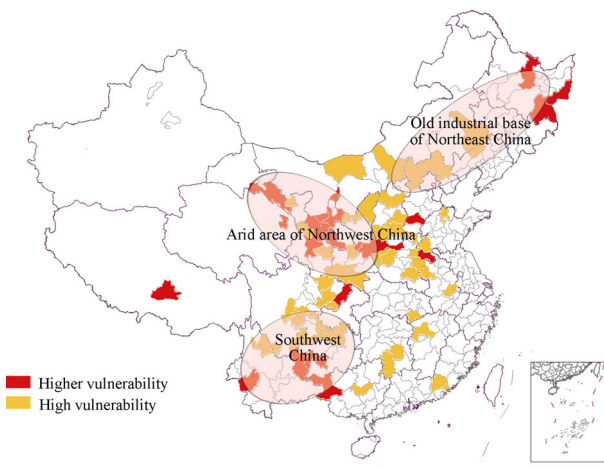 Old industrial base
of Northeast China
Arid area of Northwest China
Southwest
China
Higher vulnerability
High vulnerability